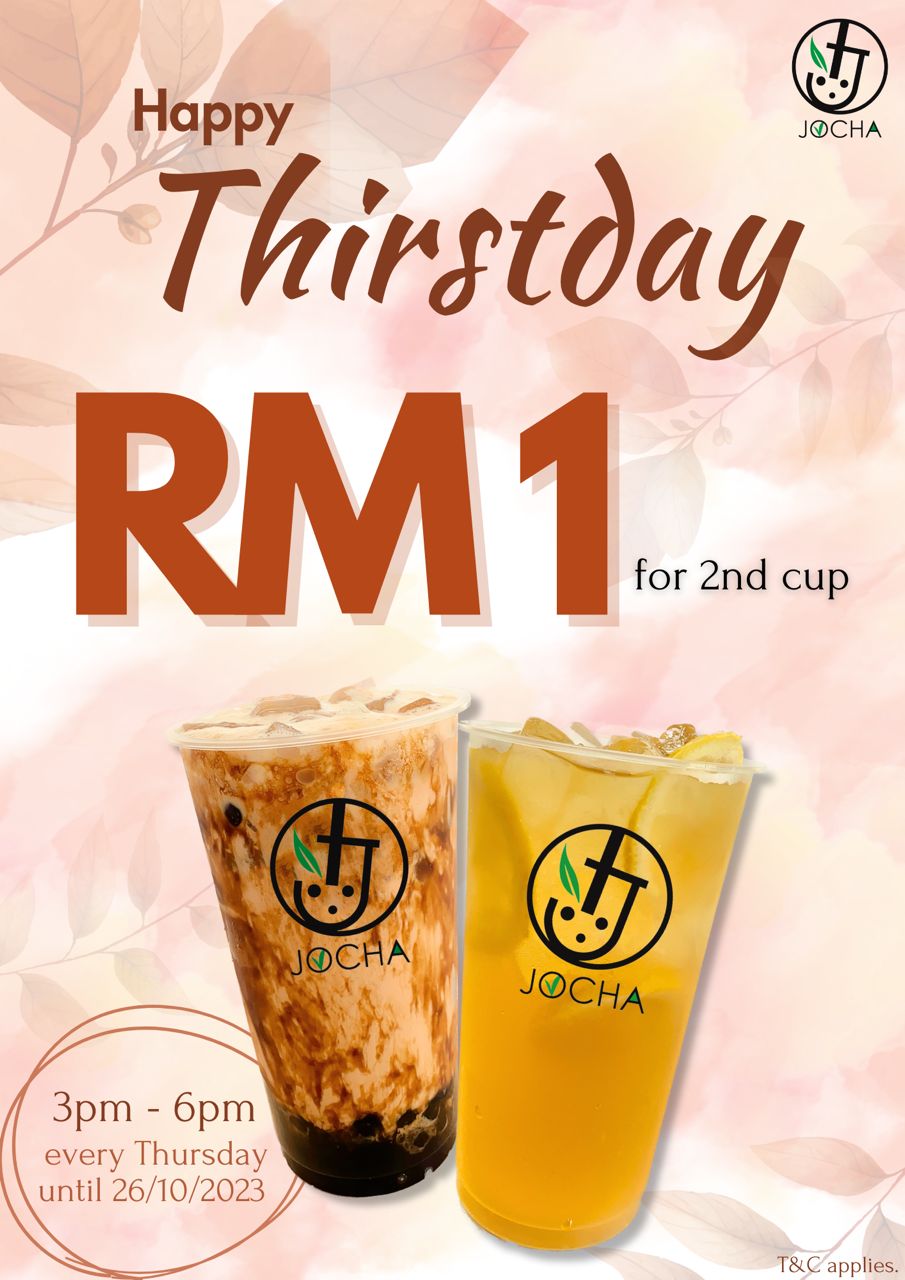 JOCHA
Happy
Thirstday
RM1
for 2nd cup
JOCHA
JOCHA
3pm - 6pm
every Thursday
until 26/10/2023
T&C applies.